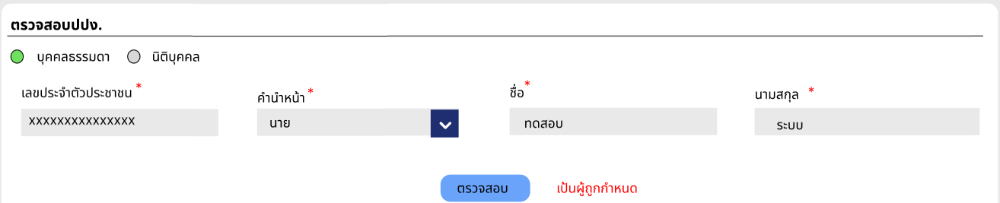 ตรวจสอบปปง.
บุคคลธรรมดา นิติบุคคล
เลขประจำตัวประชาชน * คำนำหน้า * ชื่อ * นามสกุล *
xxxxxxxxxxxxxxx นาย ทดสอบ ระบบ
ตรวจสอบ เป้นผู้ถูกกำหนด